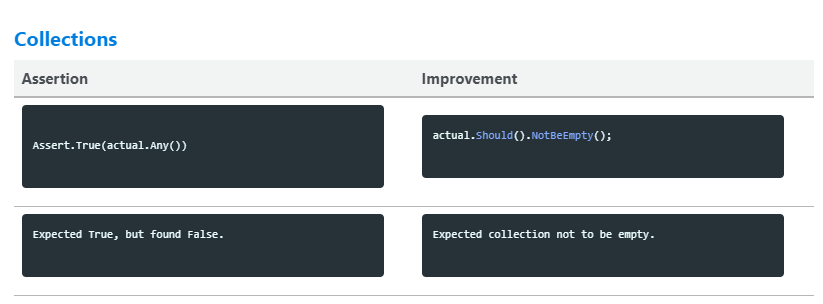 Collections
Assertion Improvement
Assert.True(actual.Any()) actual.Should().NotBeEmpty();
Expected True, but found False. Expected collection not to be empty.